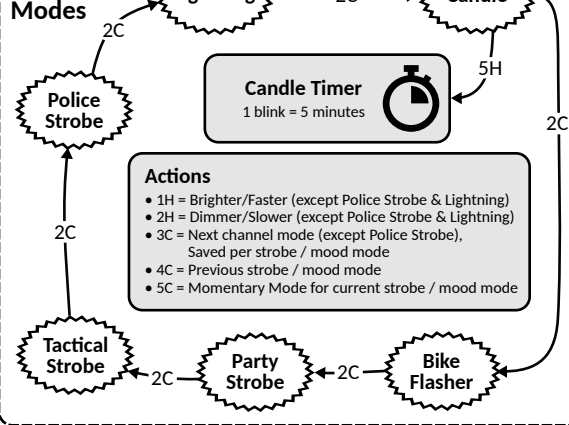 Modes
2C
5H
Candle Timer
1 blink = 5 minutes
Police
Strobe
2C
Actions
• 1H = Brighter/Faster (except Police Strobe & Lightning)
• 2H = Dimmer/Slower (except Police Strobe & Lightning)
• 3C = Next channel mode (except Police Strobe),
Saved per strobe / mood mode
• 4C = Previous strobe / mood mode
• 5C = Momentary Mode for current strobe / mood mode
2C
Tactical
Strobe
2C
Party
Strobe
2C
Bike
Flasher